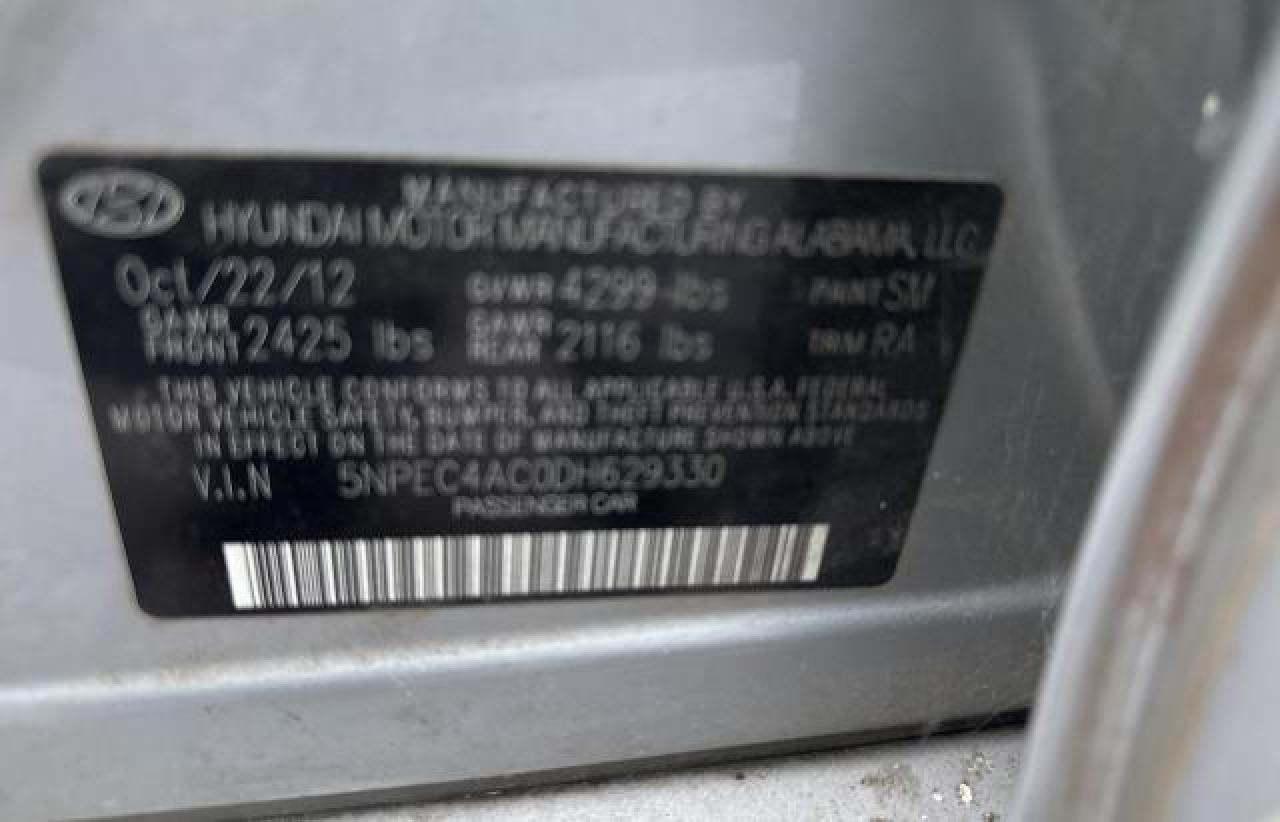 MANUFACTURED BY
HYUNDAI MOTOR MANUFACTURING ALABAMA, LLC
Oct/22/12 GVWR 4299 lbs PAINT SM
GAWR FRONT 2425 lbs GAWR REAR 2116 lbs TRIM RA
THIS VEHICLE CONFORMS TO ALL APPLICABLE U.S.A. FEDERAL
MOTOR VEHICLE SAFETY, BUMPER, AND THEFT PREVENTION STANDARDS
IN EFFECT ON THE DATE OF MANUFACTURE SHOWN ABOVE
V.I.N 5NPEC4AC0DH629330
PASSENGER CAR